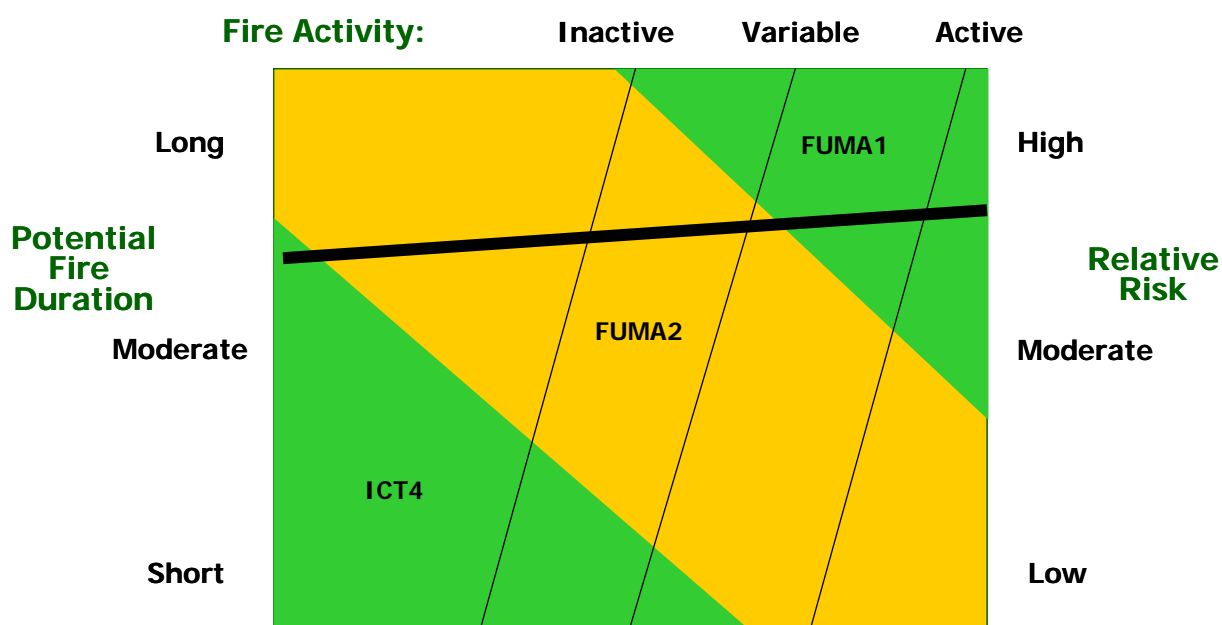 Fire Activity: Inactive Variable Active
Long
FUMA1
High
Potential
Fire
Duration
Relative
Risk
FUMA2
Moderate
Moderate
ICT4
Short
Low